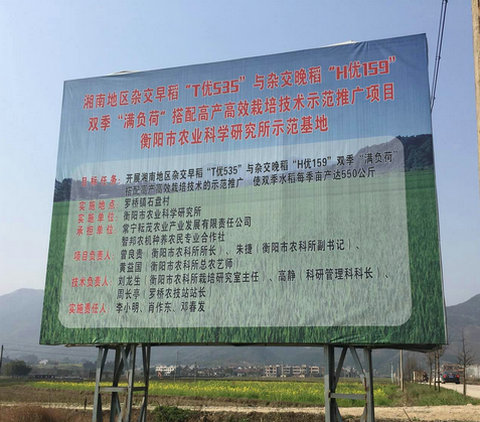 湘南地区杂交早稻“T优535”与杂交晚稻“H优159”
双季“满负荷”搭配高产高效栽培技术示范推广项目
衡阳市农业科学研究所示范基地
目标任务： 开展湘南地区杂交早稻“T优535”与杂交晚稻“H优159”双季“满负荷”
搭配高产高效栽培技术的示范推广 使双季水稻每季亩产达550公斤
实施地点： 罗桥镇石盘村
实施单位： 衡阳市农业科学研究所
承担单位： 常宁耘茂农业产业发展有限责任公司
智邦农机种养农民专业合作社
项目负责人： 曾良贵（衡阳市农科所所长）、朱捷（衡阳市农科所副书记）、
黄益国（衡阳市农科所总农艺师）
技术负责人： 刘龙生（衡阳市农科所栽培研究室主任）、高静（科研管理科科长）、
周长亭（罗桥农技站站长）
实施责任人： 李小明、肖作东、邓春发